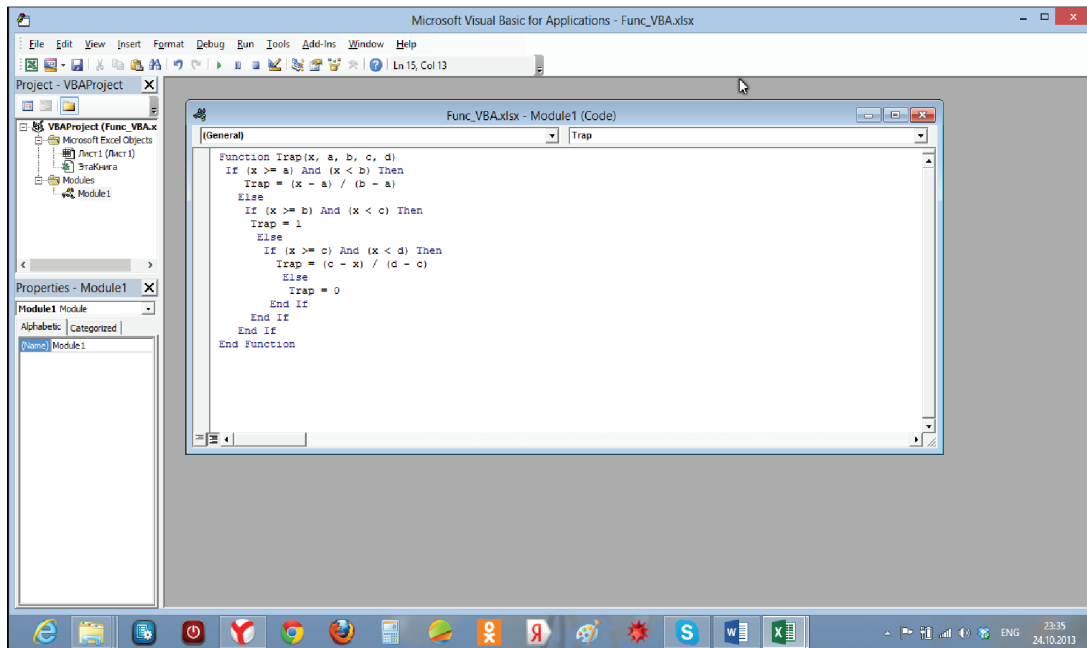 Microsoft Visual Basic for Applications - Func_VBA.xlsx
File Edit View Insert Format Debug Run Tools Add-Ins Window Help
Ln 15, Col 13
Project - VBAProject
VBAProject (Func_VBA.x
Microsoft Excel Objects
Лист1 (Лист1)
ЭтаКнига
Modules
Module1
Properties - Module1
Module1 Module
Alphabetic Categorized
(Name) Module1
Func_VBA.xlsx - Module1 (Code)
(General) Trap
Function Trap(x, a, b, c, d)
If (x >= a) And (x < b) Then
Trap = (x - a) / (b - a)
Else
If (x >= b) And (x < c) Then
Trap = 1
Else
If (x >= c) And (x < d) Then
Trap = (c - x) / (d - c)
Else
Trap = 0
End If
End If
End If
End Function
ENG
23:35
24.10.2013